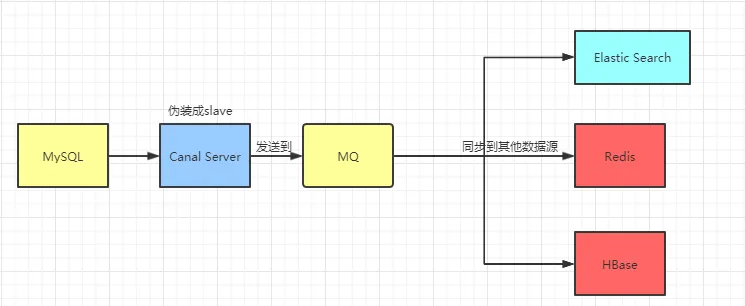 Elastic Search
伪装成slave
MySQL
Canal Server
发送到
MQ
同步到其他数据源
Redis
HBase